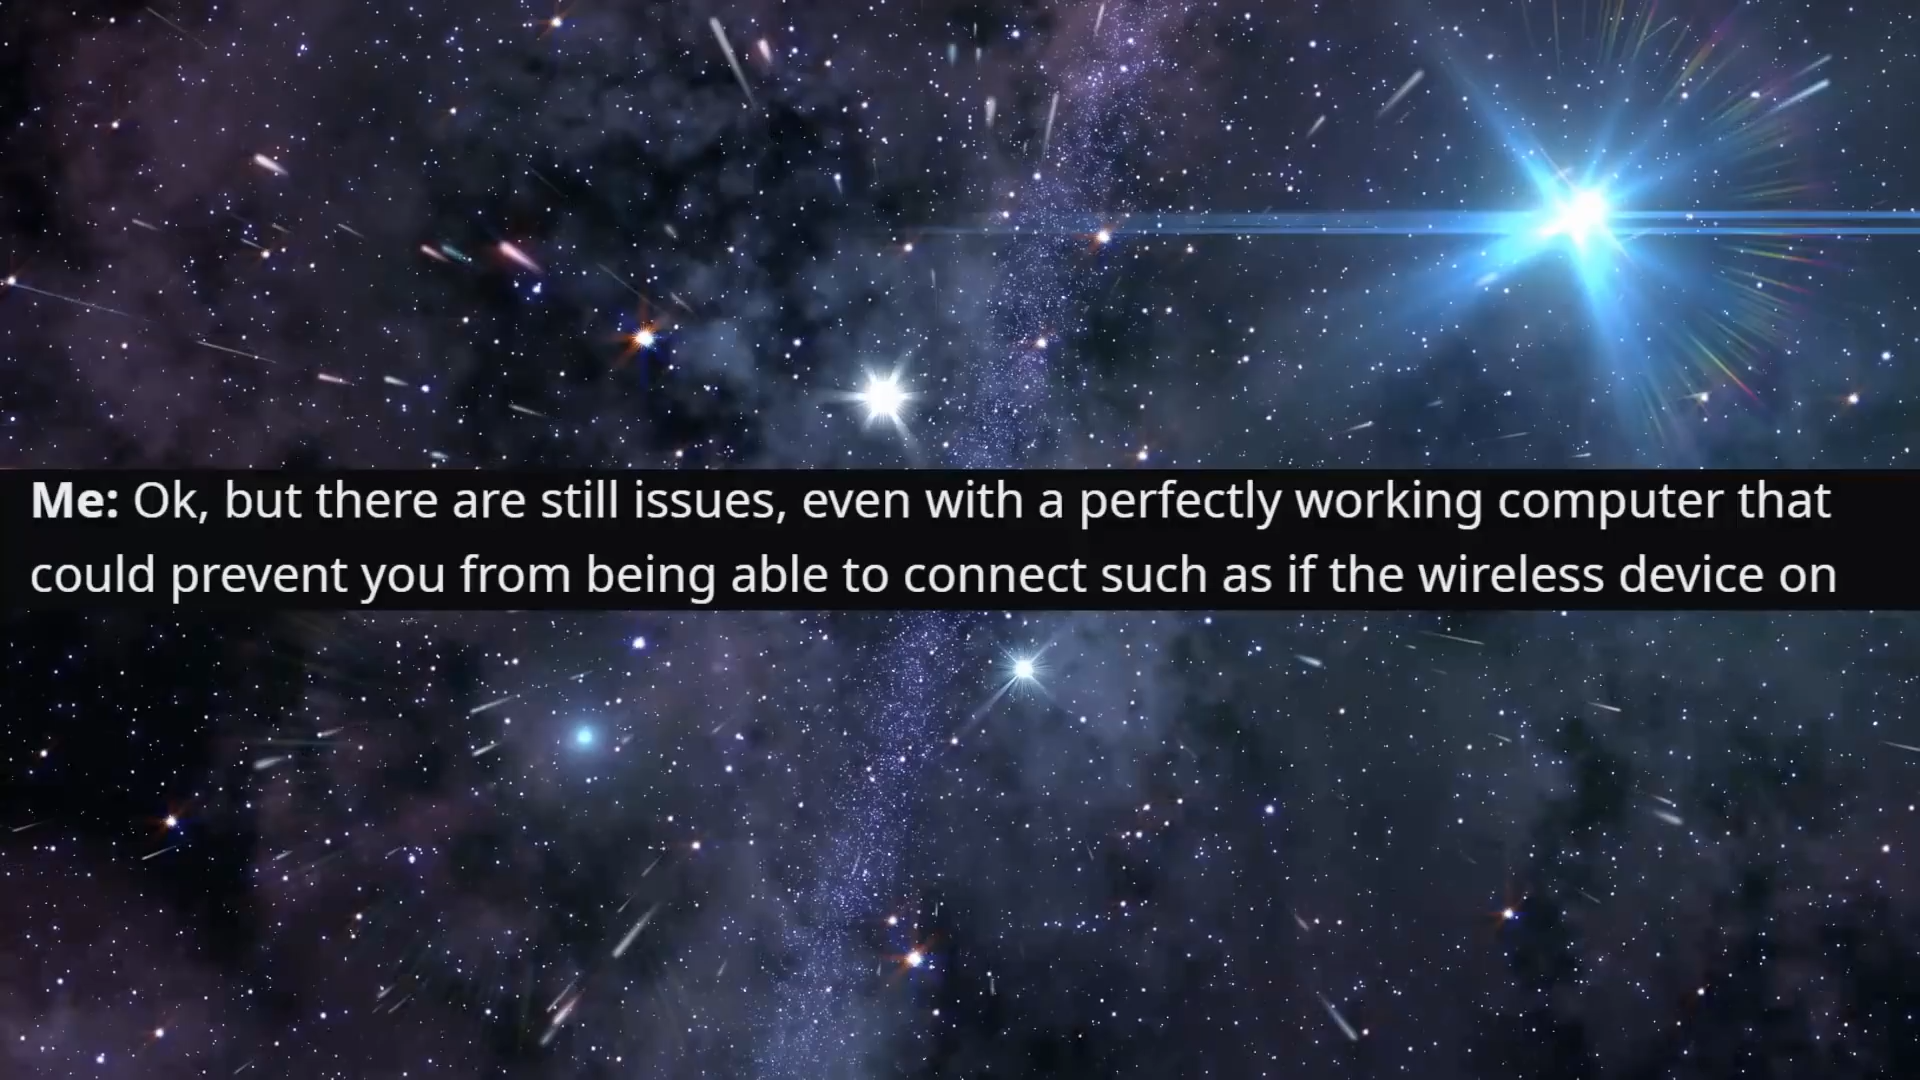 Me: Ok, but there are still issues, even with a perfectly working computer that
could prevent you from being able to connect such as if the wireless device on